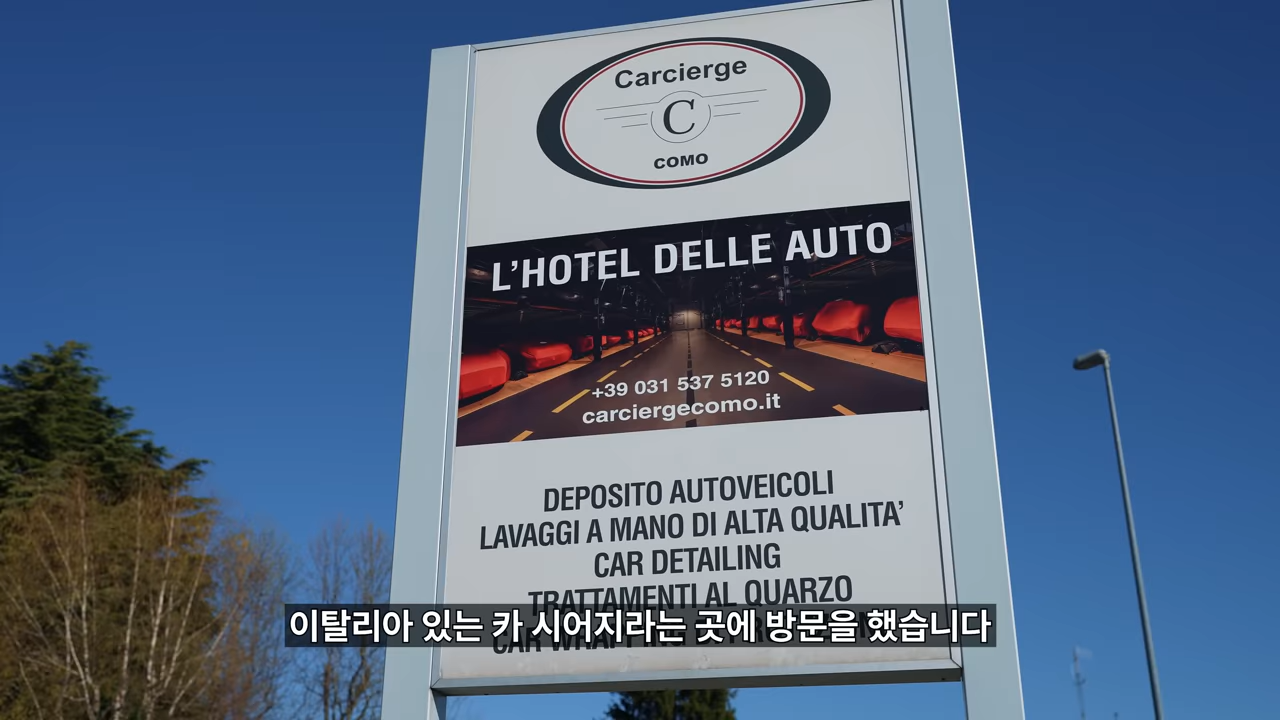 Carcierge
C
COMO
L'HOTEL DELLE AUTO
+39 031 537 5120
carciergecomo.it
DEPOSITO AUTOVEICOLI
LAVAGGI A MANO DI ALTA QUALITA'
CAR DETAILING
TRATTAMENTI AL QUARZO
CAR WRAPPING
이탈리아 있는 카 시어지라는 곳에 방문을 했습니다